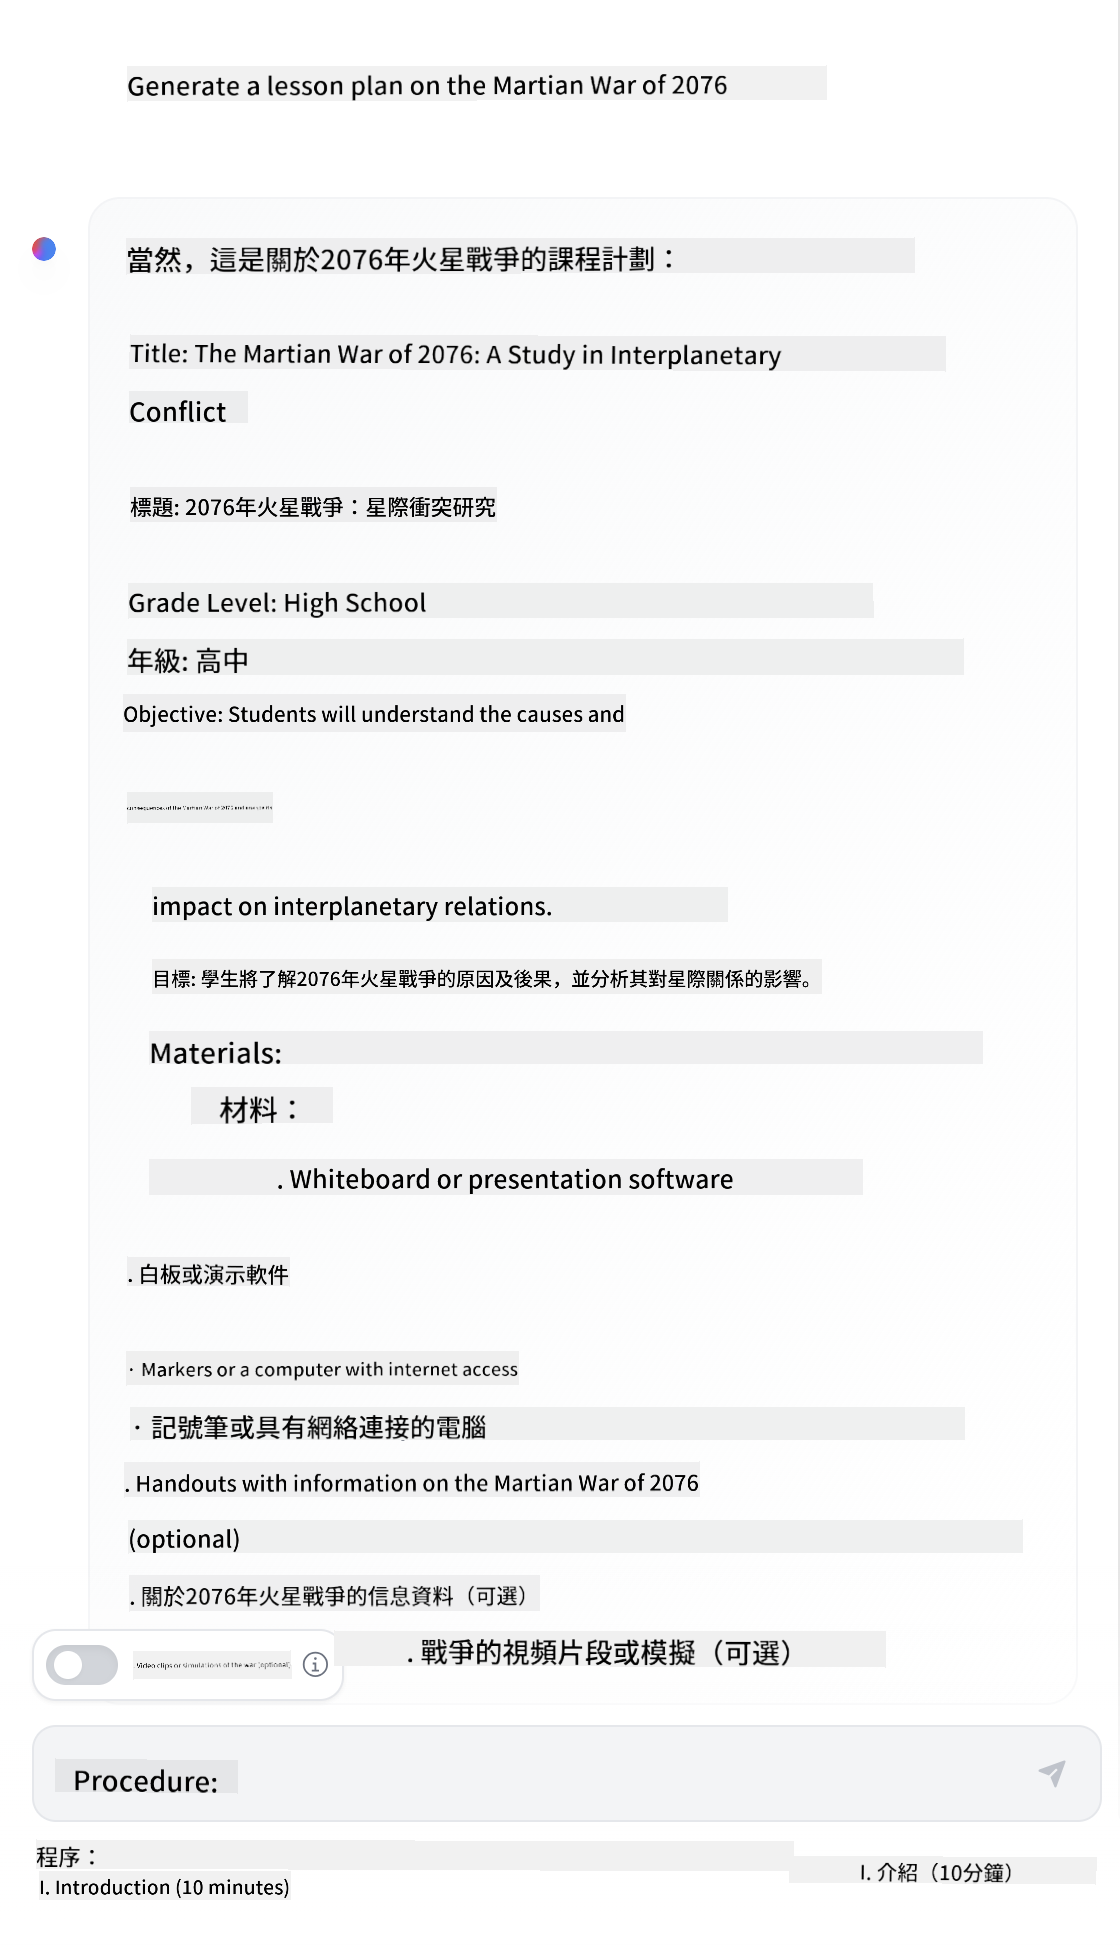 Generate a lesson plan on the Martian War of 2076
當然，這是關於2076年火星戰爭的課程計劃：
Title: The Martian War of 2076: A Study in Interplanetary
Conflict
標題: 2076年火星戰爭：星際衝突研究
Grade Level: High School
年級: 高中
Objective: Students will understand the causes and
consequences of the Martian War of 2076 and analyze its
impact on interplanetary relations.
目標: 學生將了解2076年火星戰爭的原因及後果，並分析其對星際關係的影響。
Materials:
材料：
. Whiteboard or presentation software
. 白板或演示軟件
· Markers or a computer with internet access
· 記號筆或具有網絡連接的電腦
. Handouts with information on the Martian War of 2076
(optional)
. 關於2076年火星戰爭的信息資料（可選）
. Video clips or simulations of the war (optional)
. 戰爭的視頻片段或模擬（可選）
Procedure:
程序：
I. Introduction (10 minutes)
I. 介紹（10分鐘）